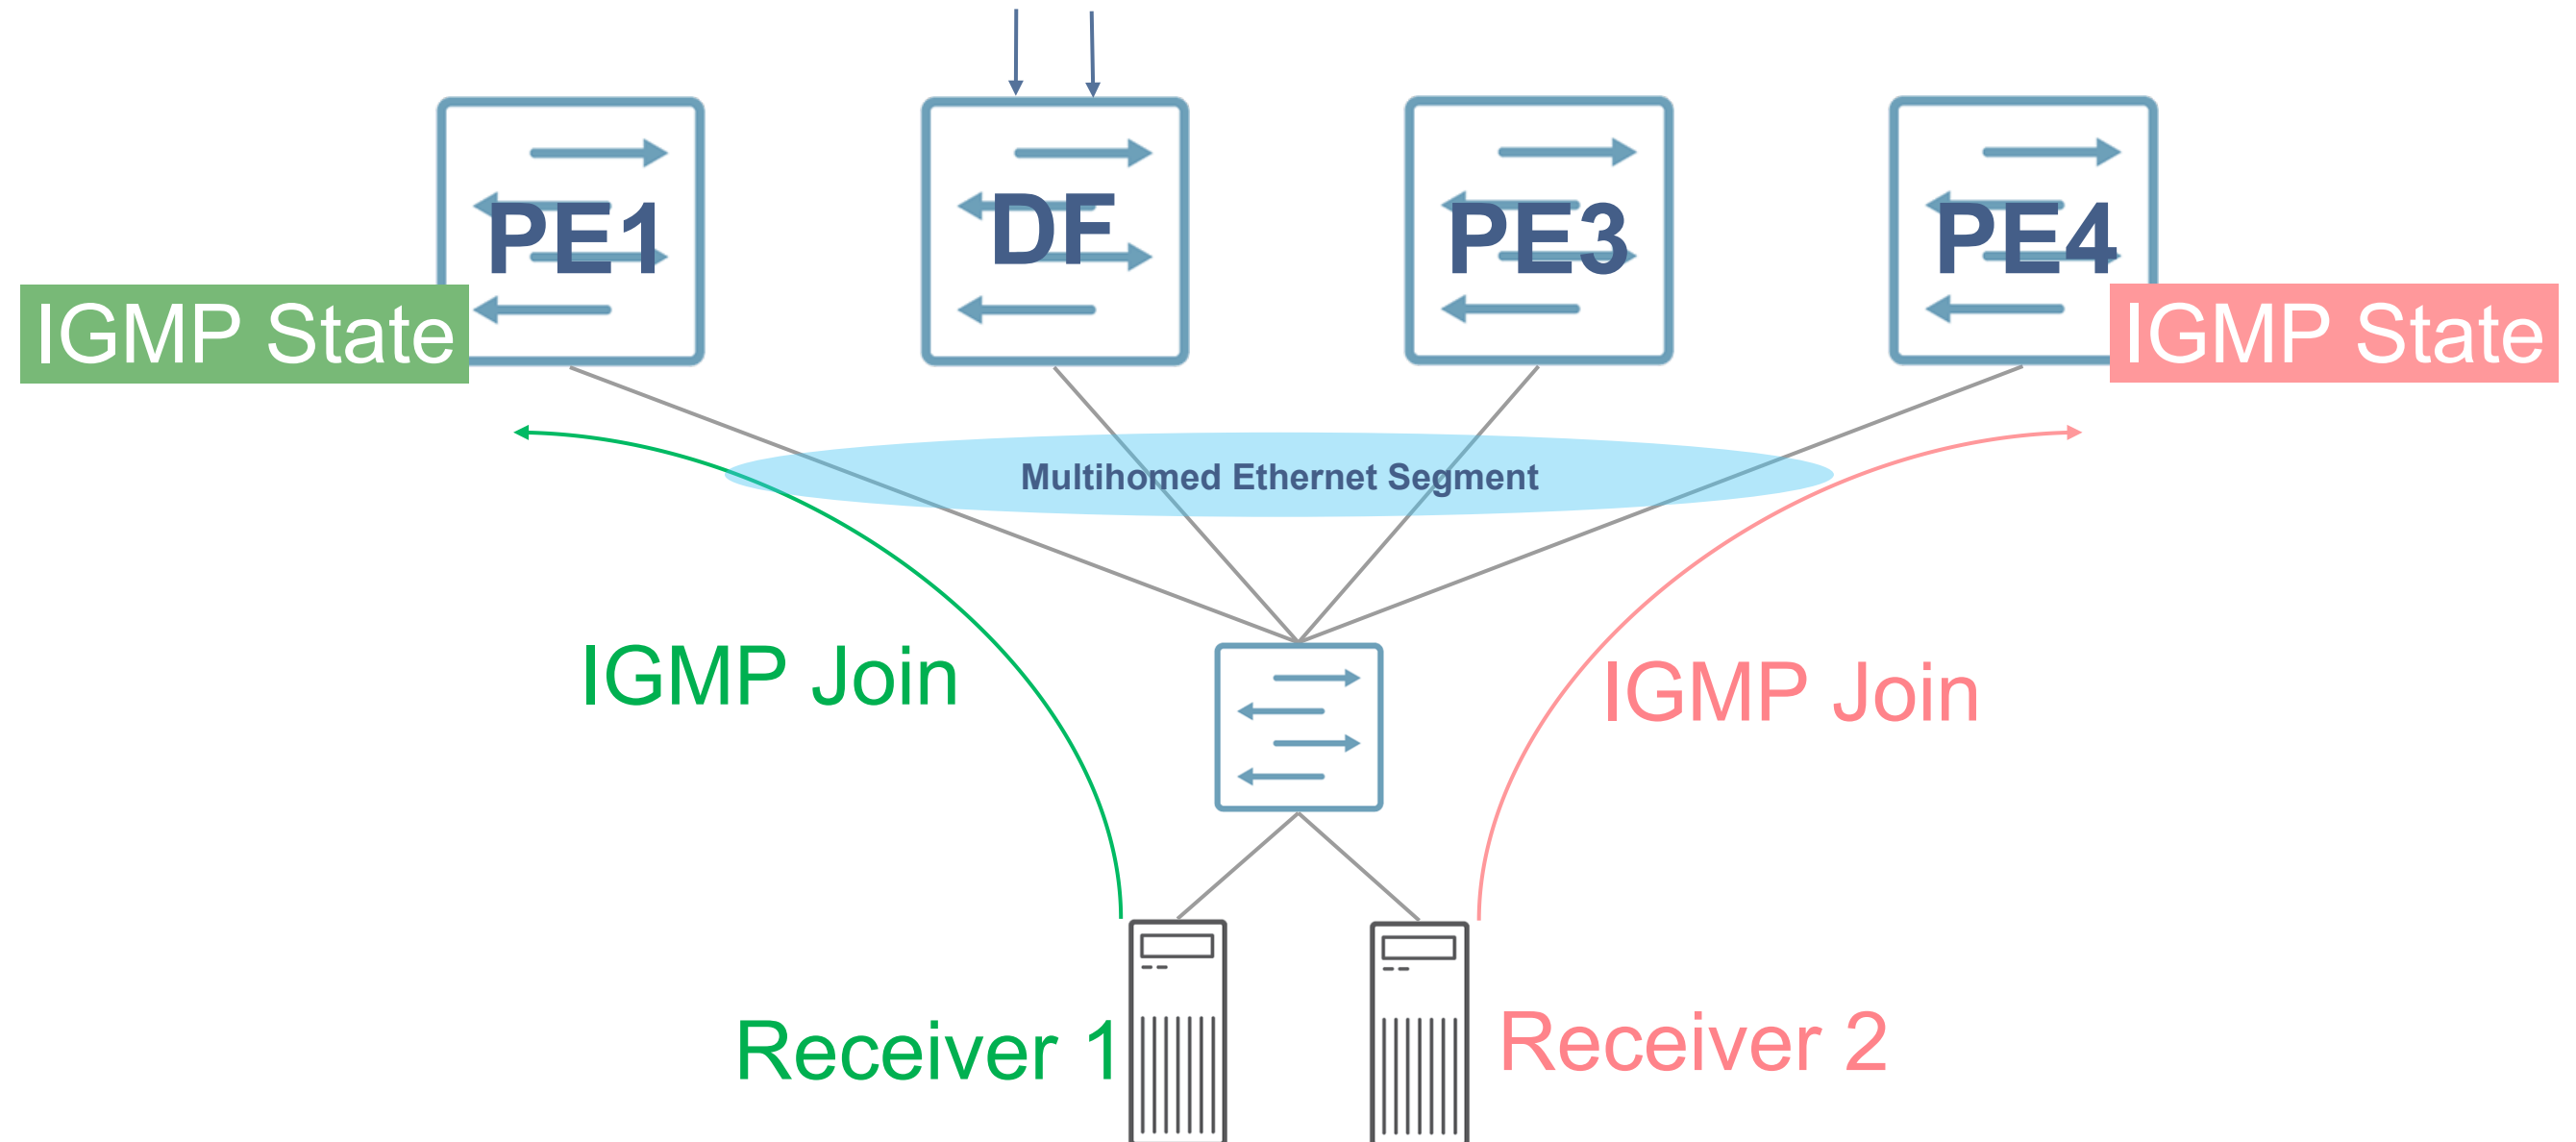 PE1
DF
PE3
PE4
IGMP State
IGMP State
Multihomed Ethernet Segment
IGMP Join
IGMP Join
Receiver 1
Receiver 2